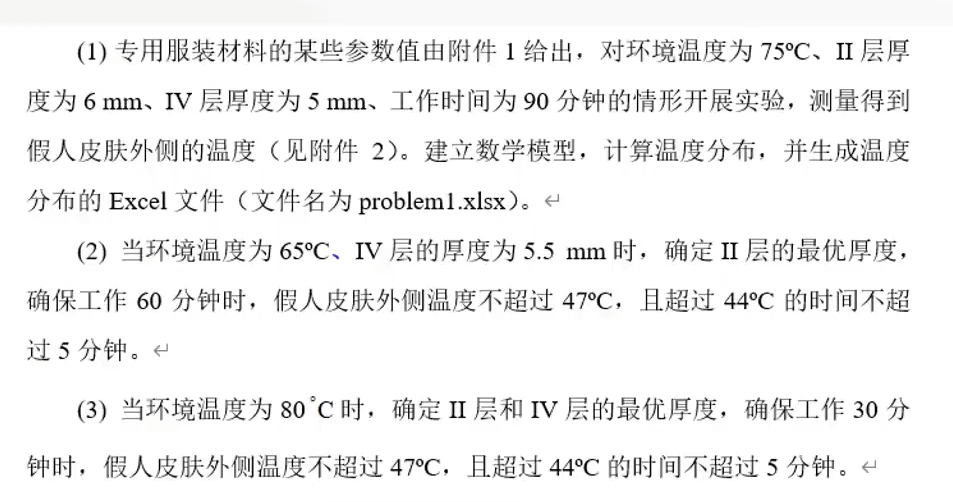 (1) 专用服装材料的某些参数值由附件 1 给出，对环境温度为 75ºC、II 层厚
度为 6 mm、IV 层厚度为 5 mm、工作时间为 90 分钟的情形开展实验，测量得到
假人皮肤外侧的温度（见附件 2）。建立数学模型，计算温度分布，并生成温度
分布的 Excel 文件（文件名为 problem1.xlsx）。↵
(2) 当环境温度为 65ºC、IV 层的厚度为 5.5 mm 时，确定 II 层的最优厚度，
确保工作 60 分钟时，假人皮肤外侧温度不超过 47ºC，且超过 44ºC 的时间不超
过 5 分钟。↵
(3) 当环境温度为 80°C 时，确定 II 层和 IV 层的最优厚度，确保工作 30 分
钟时，假人皮肤外侧温度不超过 47ºC，且超过 44ºC 的时间不超过 5 分钟。↵